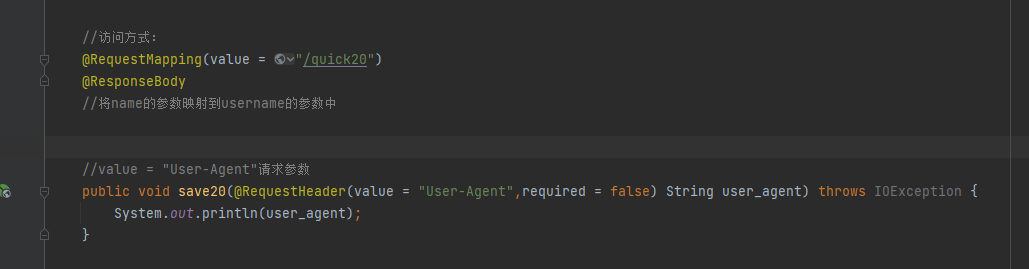 //访问方式:
@RequestMapping(value = "/quick20")
@ResponseBody
//将name的参数映射到username的参数中
//value = "User-Agent"请求参数
public void save20(@RequestHeader(value = "User-Agent",required = false) String user_agent) throws IOException {
System.out.println(user_agent);
}